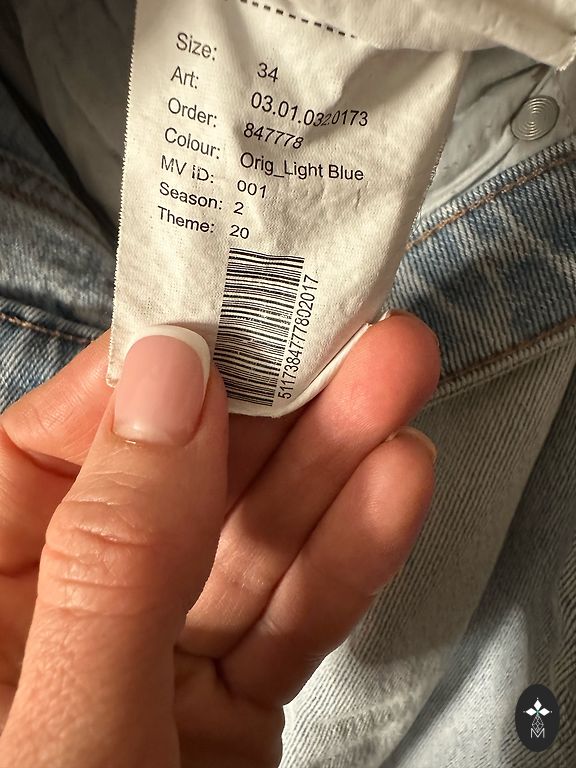 Size: 34
Art: 03.01.0320173
Order: 847778
Colour: Orig_Light Blue
MV ID: 001
Season: 2
Theme: 20
5117384777802017
M